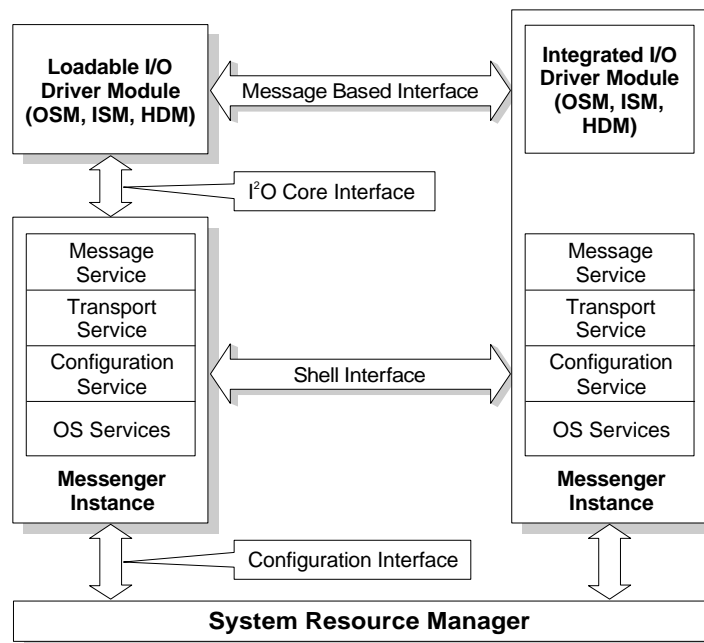 Loadable I/O
Driver Module
(OSM, ISM, HDM)
Message Based Interface
Integrated I/O
Driver Module
(OSM, ISM,
HDM)
I²O Core Interface
Message
Service
Transport
Service
Configuration
Service
OS Services
Messenger
Instance
Shell Interface
Message
Service
Transport
Service
Configuration
Service
OS Services
Messenger
Instance
Configuration Interface
System Resource Manager